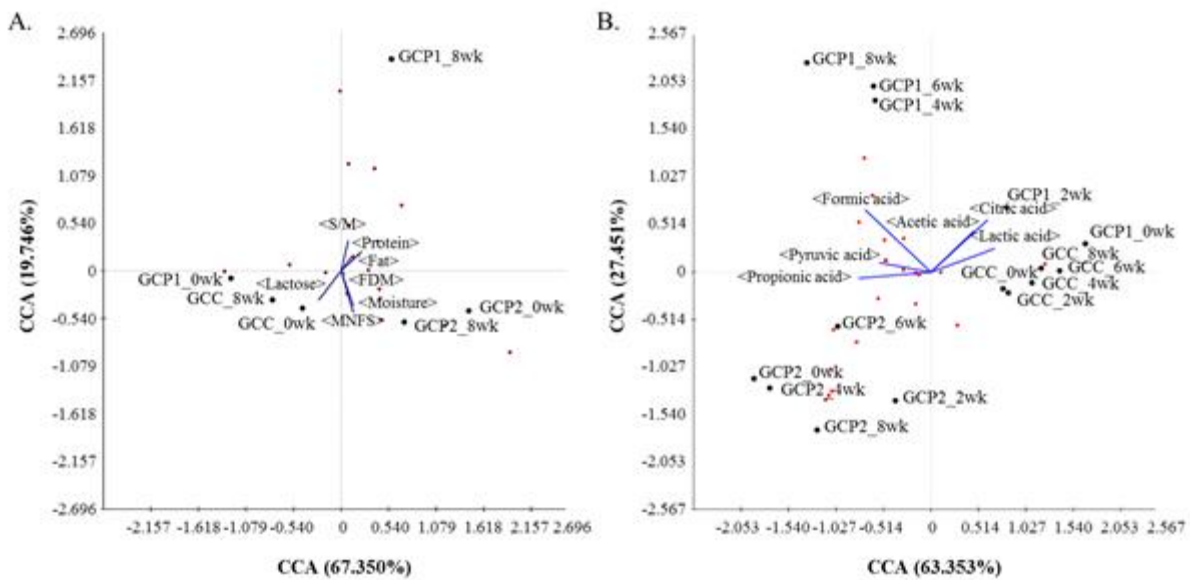 A.
2.696
2.157
1.618
1.079
0.540
0
-0.540
-1.079
-1.618
-2.157
-2.696
CCA (19.746%)
GCP1_8wk
<S/M>
<Protein>
<Fat>
GCP1_0wk
<Lactose>
<FDM>
GCC_8wk
<Moisture>
GCC_0wk
<MNFS>
GCP2_0wk
GCP2_8wk
-2.157 -1.618 -1.079 -0.540 0 0.540 1.079 1.618 2.157 2.696
CCA (67.350%)
B.
2.567
2.053
1.540
1.027
0.514
0
-0.514
-1.027
-1.540
-2.053
-2.567
CCA (27.451%)
GCP1_8wk
GCP1_6wk
GCP1_4wk
<Formic acid>
GCP1_2wk
<Citric acid>
<Acetic acid>
<Lactic acid>
GCP1_0wk
<Pyruvic acid>
GCC_8wk
<Propionic acid>
GCC_0wk
GCC_6wk
GCC_4wk
GCC_2wk
GCP2_6wk
GCP2_0wk
GCP2_4wk
GCP2_2wk
GCP2_8wk
-2.053 -1.540 -1.027 -0.514 0 0.514 1.027 1.540 2.053 2.567
CCA (63.353%)